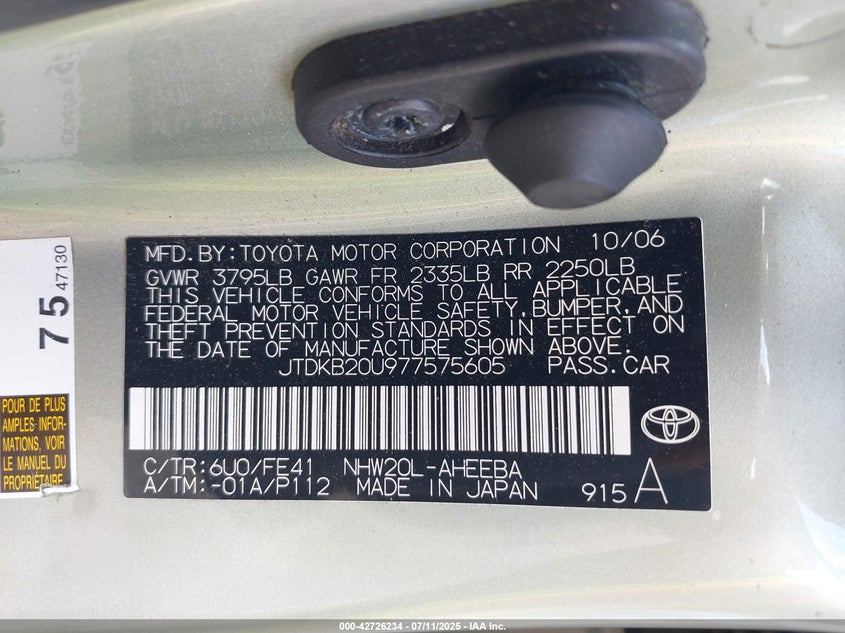 MFD. BY: TOYOTA MOTOR CORPORATION 10/06
GVWR 3795LB GAWR FR 2335LB RR 2250LB
THIS VEHICLE CONFORMS TO ALL APPLICABLE
FEDERAL MOTOR VEHICLE SAFETY, BUMPER, AND
THEFT PREVENTION STANDARDS IN EFFECT ON
THE DATE OF MANUFACTURE SHOWN ABOVE.
JTDKB20U977575605 PASS. CAR
C/TR: 6U0/FE41 NHW20L-AHEEBA
A/TM: -01A/P112 MADE IN JAPAN 915 A
75 47130
POUR DE PLUS
AMPLES INFOR-
MATIONS, VOIR
LE MANUEL DU
PROPRIÉTAIRE.
000-42726234 - 07/11/2025 - IAA Inc.